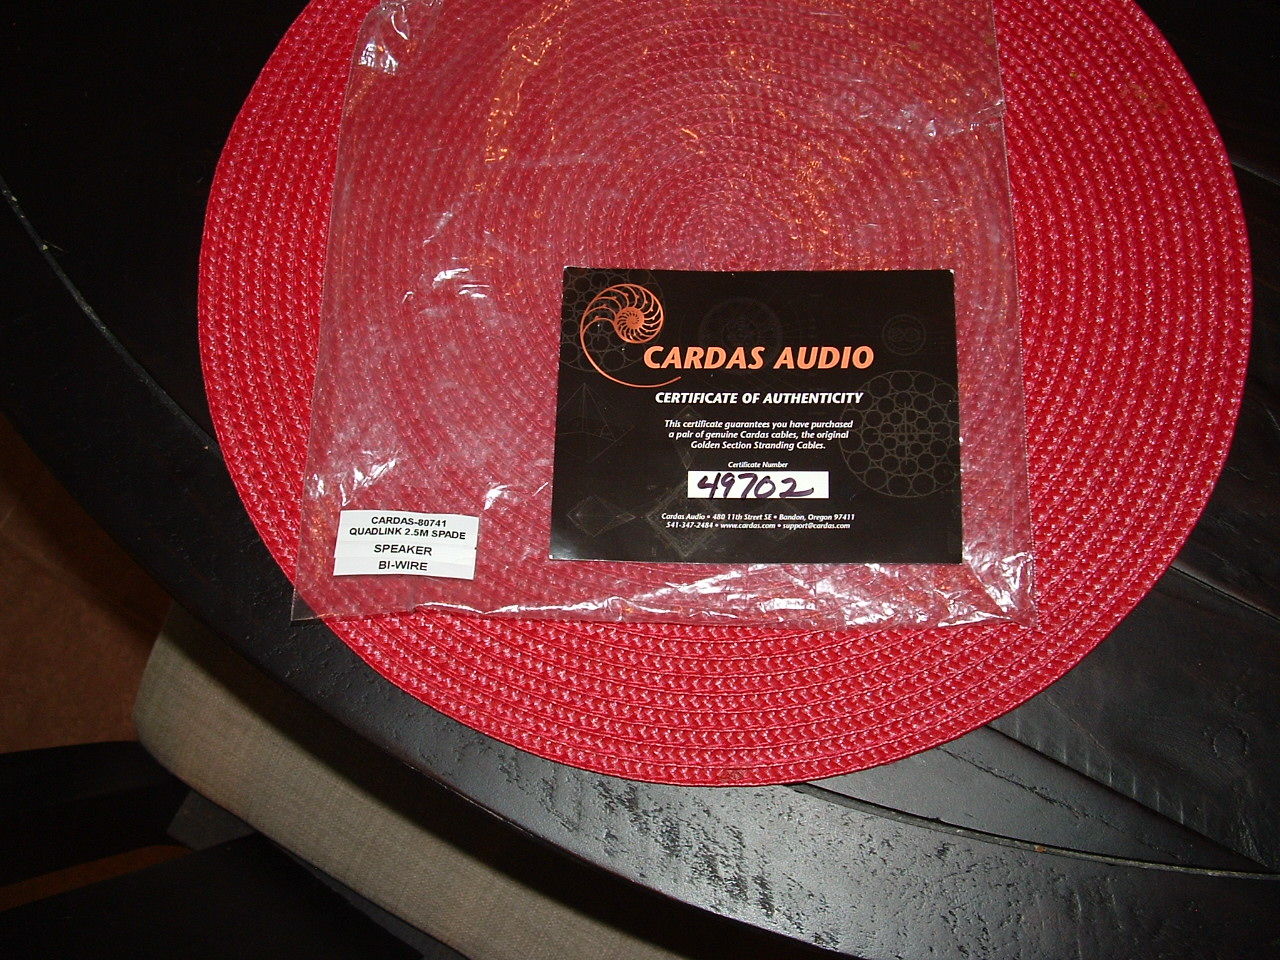 CARDAS AUDIO
CERTIFICATE OF AUTHENTICITY
This certificate guarantees you have purchased
a pair of genuine Cardas cables, the original
Golden Section Stranding Cables.
Certificate Number
49702
Cardas Audio • 480 11th Street SE • Bandon, Oregon 97411
541-347-2484 • www.cardas.com • support@cardas.com
CARDAS-80741
QUADLINK 2.5M SPADE
SPEAKER
BI-WIRE